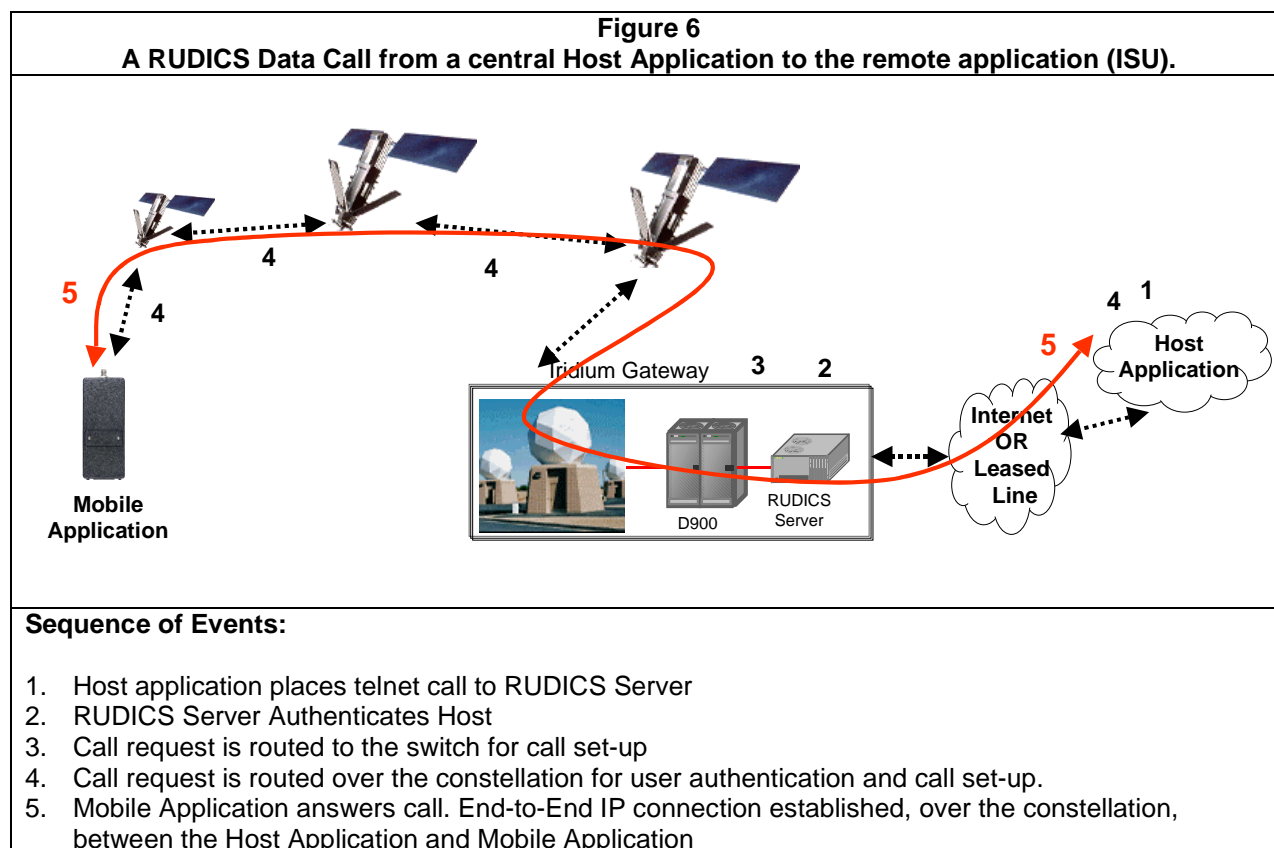 Figure 6
A RUDICS Data Call from a central Host Application to the remote application (ISU).
4
4
5
4
4 1
5
Host
Application
Iridium Gateway 3 2
Internet
OR
Leased
Line
Mobile
Application
D900
RUDICS
Server
Sequence of Events:
1. Host application places telnet call to RUDICS Server
2. RUDICS Server Authenticates Host
3. Call request is routed to the switch for call set-up
4. Call request is routed over the constellation for user authentication and call set-up.
5. Mobile Application answers call. End-to-End IP connection established, over the constellation,
between the Host Application and Mobile Application